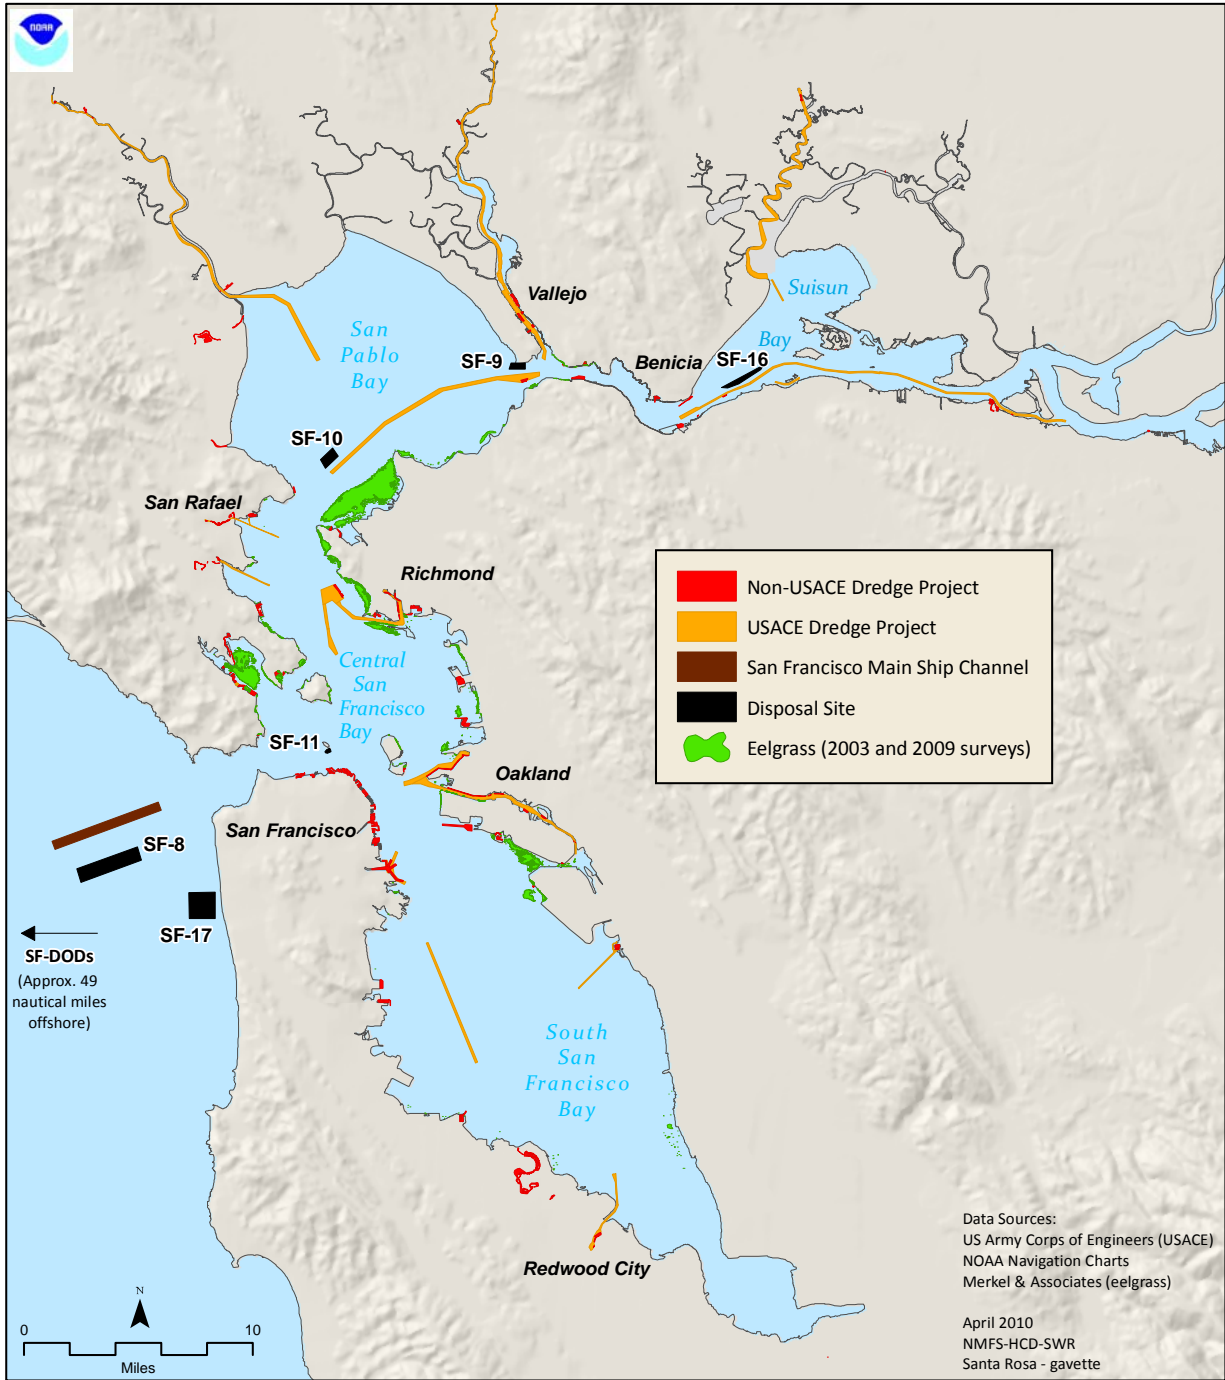 NOAA
Vallejo
San
Pablo
Bay
Suisun
Bay
SF-9
Benicia
SF-16
SF-10
San Rafael
Richmond
Central
San
Francisco
Bay
SF-11
Oakland
San Francisco
SF-8
SF-17
SF-DODs
(Approx. 49
nautical miles
offshore)
Non-USACE Dredge Project
USACE Dredge Project
San Francisco Main Ship Channel
Disposal Site
Eelgrass (2003 and 2009 surveys)
South
San
Francisco
Bay
Redwood City
N
0 10
Miles
Data Sources:
US Army Corps of Engineers (USACE)
NOAA Navigation Charts
Merkel & Associates (eelgrass)
April 2010
NMFS-HCD-SWR
Santa Rosa - gavette